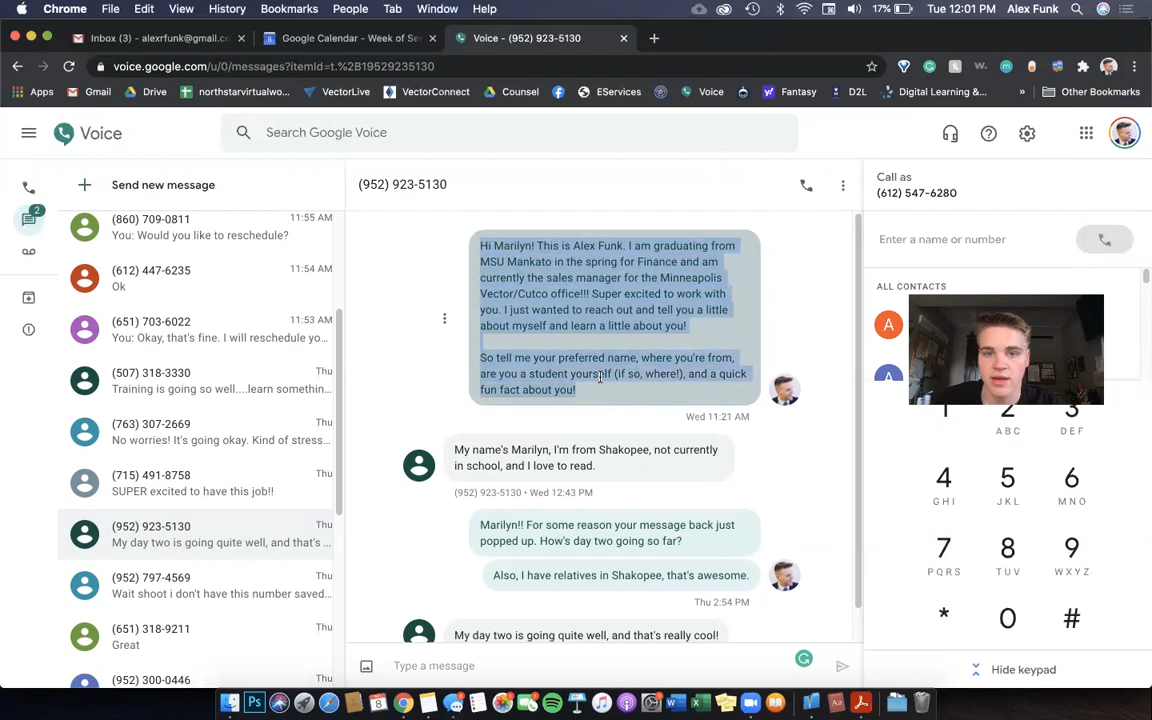 Chrome File Edit View History Bookmarks People Tab Window Help 17% Tue 12:01 PM Alex Funk
Inbox (3) - alexrfunk@gmail.c
Google Calendar - Week of Se
Voice - (952) 923-5130
voice.google.com/u/0/messages?itemId=t.%2B19529235130
Apps Gmail Drive northstarvirtualwo... VectorLive VectorConnect Counsel EServices Voice Fantasy D2L Digital Learning &... » Other Bookmarks
Voice
Search Google Voice
Send new message
(860) 709-0811 11:55 AM
You: Would you like to reschedule?
(612) 447-6235 11:54 AM
Ok
(651) 703-6022 11:53 AM
You: Okay, that's fine. I will reschedule yo...
(507) 318-3330 Thu
Training is going so well....learn somethin...
(763) 307-2669 Thu
No worries! It's going okay. Kind of stress...
(715) 491-8758 Thu
SUPER excited to have this job!!
(952) 923-5130 Thu
My day two is going quite well, and that's ...
(952) 797-4569 Thu
Wait shoot i don't have this number saved...
(651) 318-9211 Thu
Great
(952) 300-0446 Thu
2
(952) 923-5130
Hi Marilyn! This is Alex Funk. I am graduating from
MSU Mankato in the spring for Finance and am
currently the sales manager for the Minneapolis
Vector/Cutco office!!! Super excited to work with
you. I just wanted to reach out and tell you a little
about myself and learn a little about you!
So tell me your preferred name, where you're from,
are you a student yourself (if so, where!), and a quick
fun fact about you!
Wed 11:21 AM
My name's Marilyn, I'm from Shakopee, not currently
in school, and I love to read.
(952) 923-5130 • Wed 12:43 PM
Marilyn!! For some reason your message back just
popped up. How's day two going so far?
Also, I have relatives in Shakopee, that's awesome.
Thu 2:54 PM
My day two is going quite well, and that's really cool!
Type a message
Call as
(612) 547-6280
Enter a name or number
ALL CONTACTS
A
A
1 2 3
ABC DEF
4 5 6
GHI JKL MNO
7 8 9
PQRS TUV WXYZ
* 0 #
Hide keypad